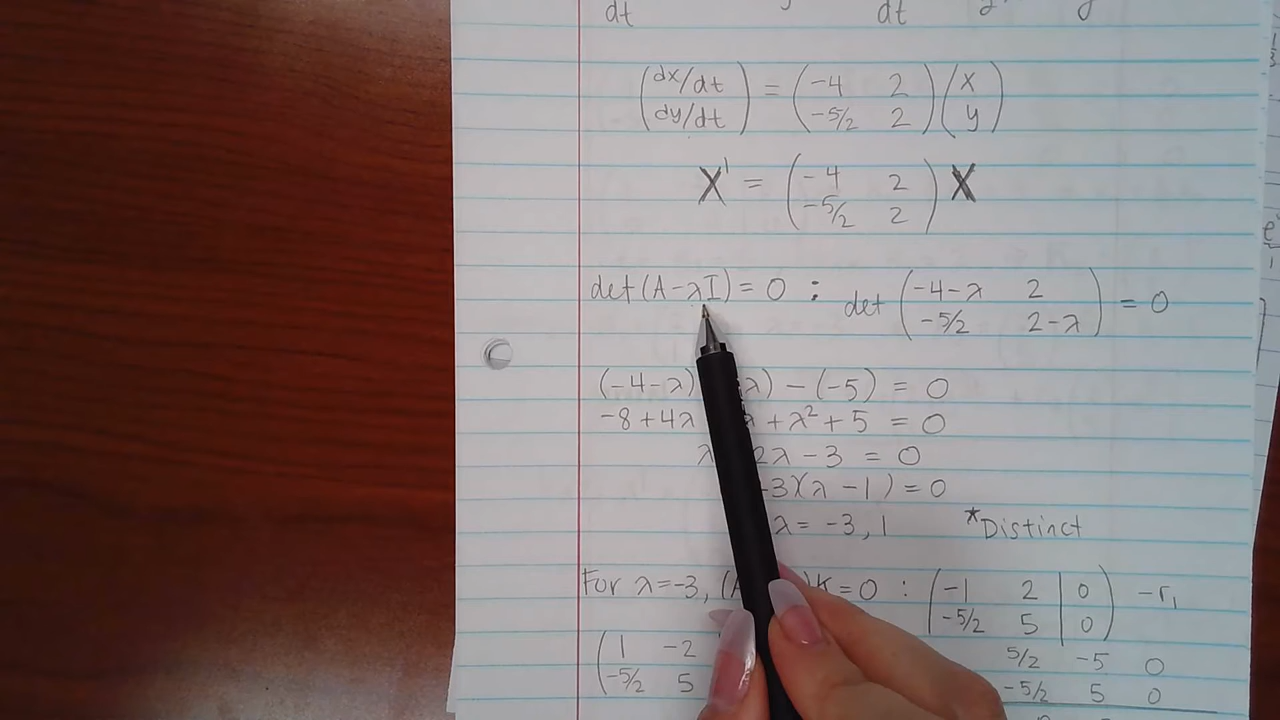 dt dt
(dx/dt) = (-4 2)(x)
(dy/dt) (-5/2 2)(y)
X' = (-4 2) X
(-5/2 2)
det(A-λI) = 0 : det (-4-λ 2) = 0
(-5/2 2-λ)
(-4-λ) λ) - (-5) = 0
-8+4λ + λ² + 5 = 0
2λ - 3 = 0
3)(λ - 1) = 0
λ = -3, 1 *Distinct
For λ=-3, (A )K=0 : (-1 2 | 0) -r₁
(-5/2 5 | 0)
(1 -2 5/2 -5 0
(-5/2 5 -5/2 5 0